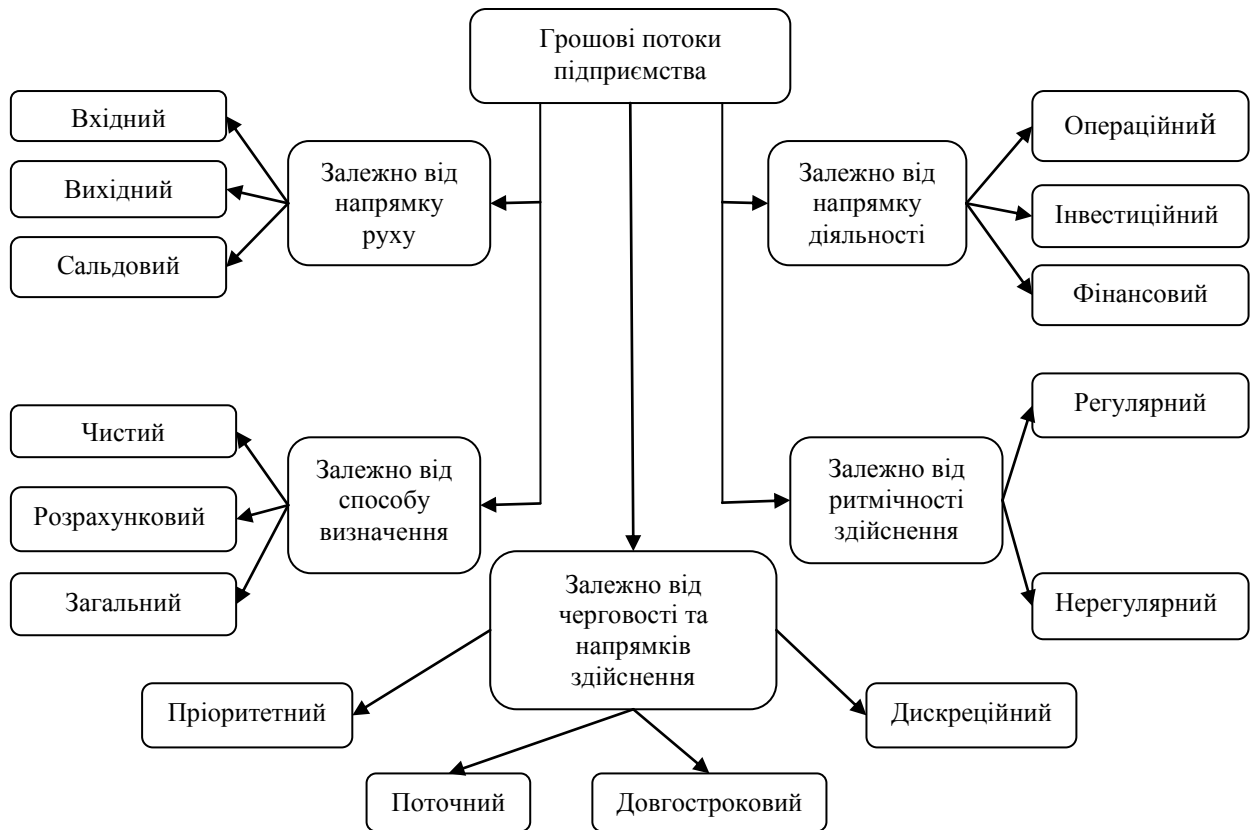 Грошові потоки
підприємства
Вхідний
Вихідний
Сальдовий
Залежно від
напрямку
руху
Залежно від
напрямку
діяльності
Операційний
Інвестиційний
Фінансовий
Чистий
Розрахунковий
Загальний
Залежно від
способу
визначення
Залежно від
ритмічності
здійснення
Регулярний
Нерегулярний
Залежно від
черговості та
напрямків
здійснення
Пріоритетний
Поточний
Довгостроковий
Дискреційний